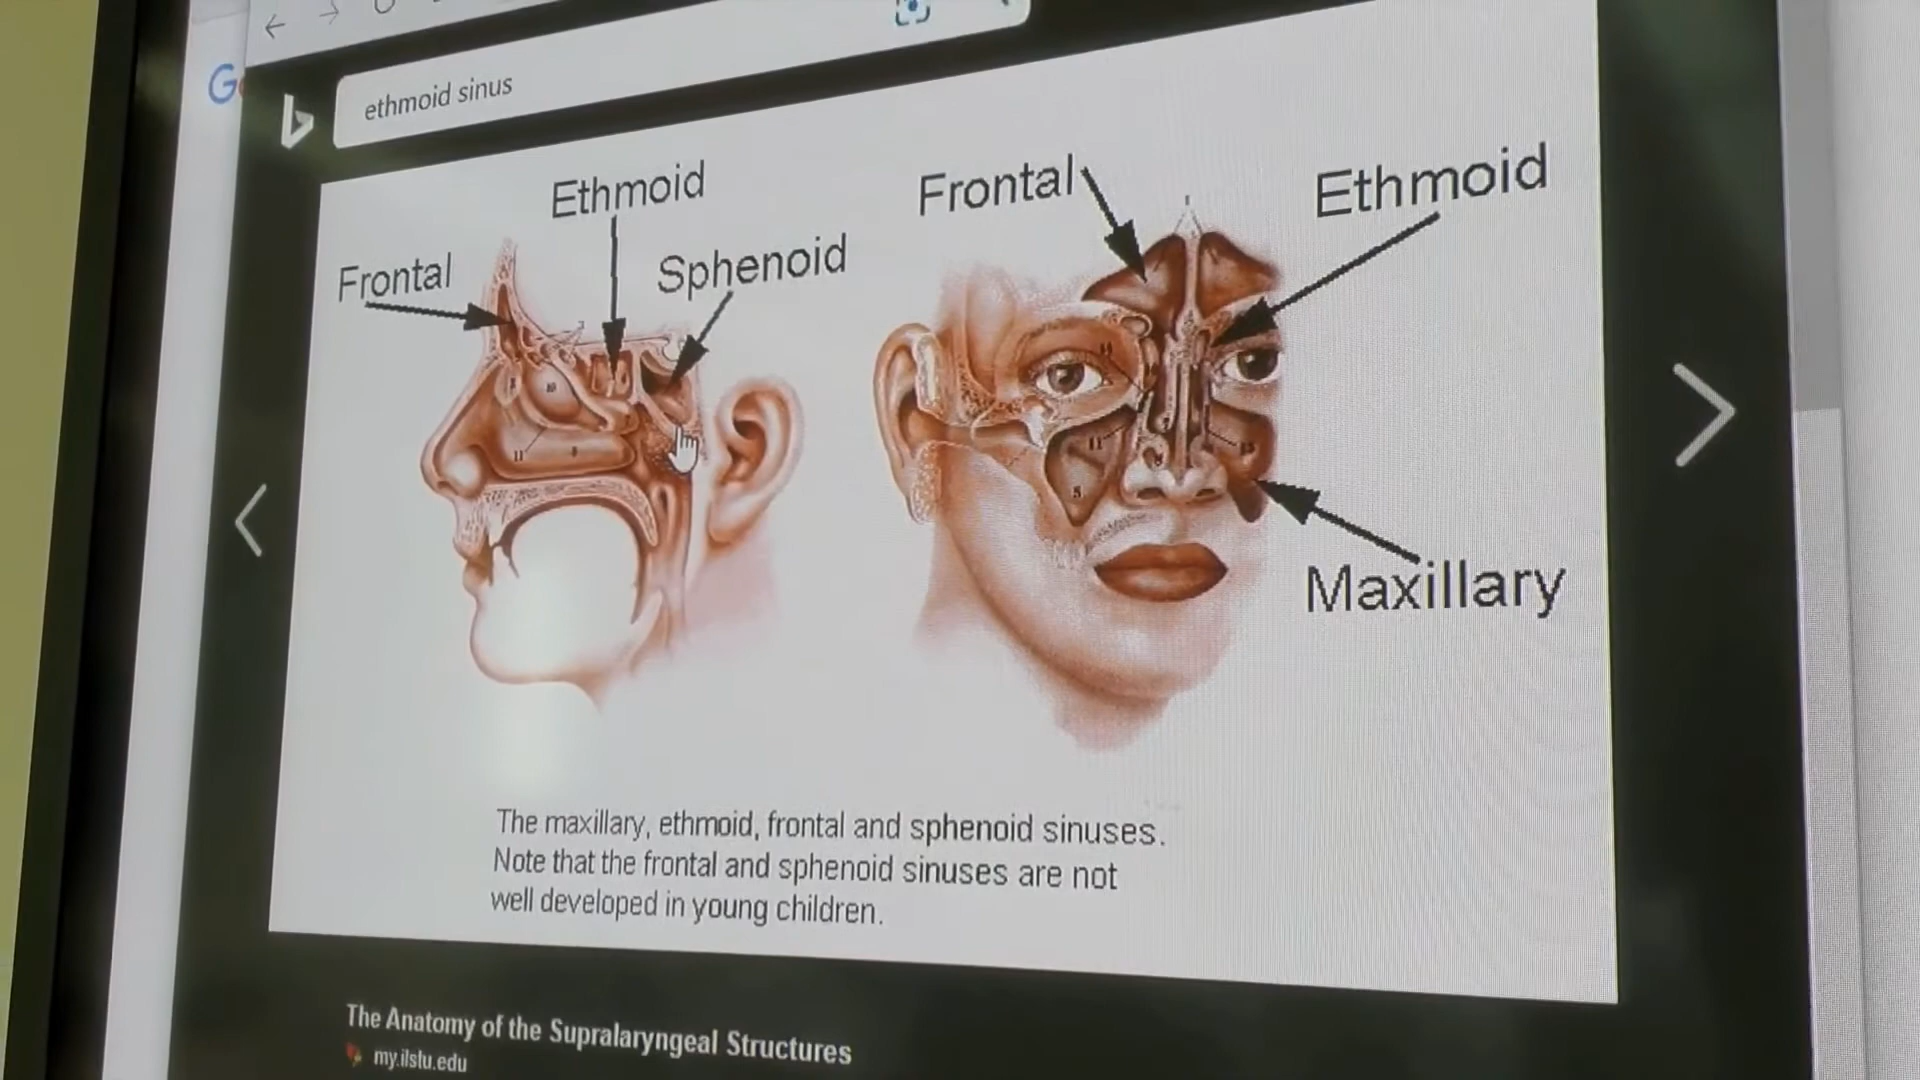 G
ethmoid sinus
Ethmoid
Frontal
Sphenoid
Frontal
Ethmoid
Maxillary
The maxillary, ethmoid, frontal and sphenoid sinuses.
Note that the frontal and sphenoid sinuses are not
well developed in young children.
The Anatomy of the Supralaryngeal Structures
my.ilstu.edu